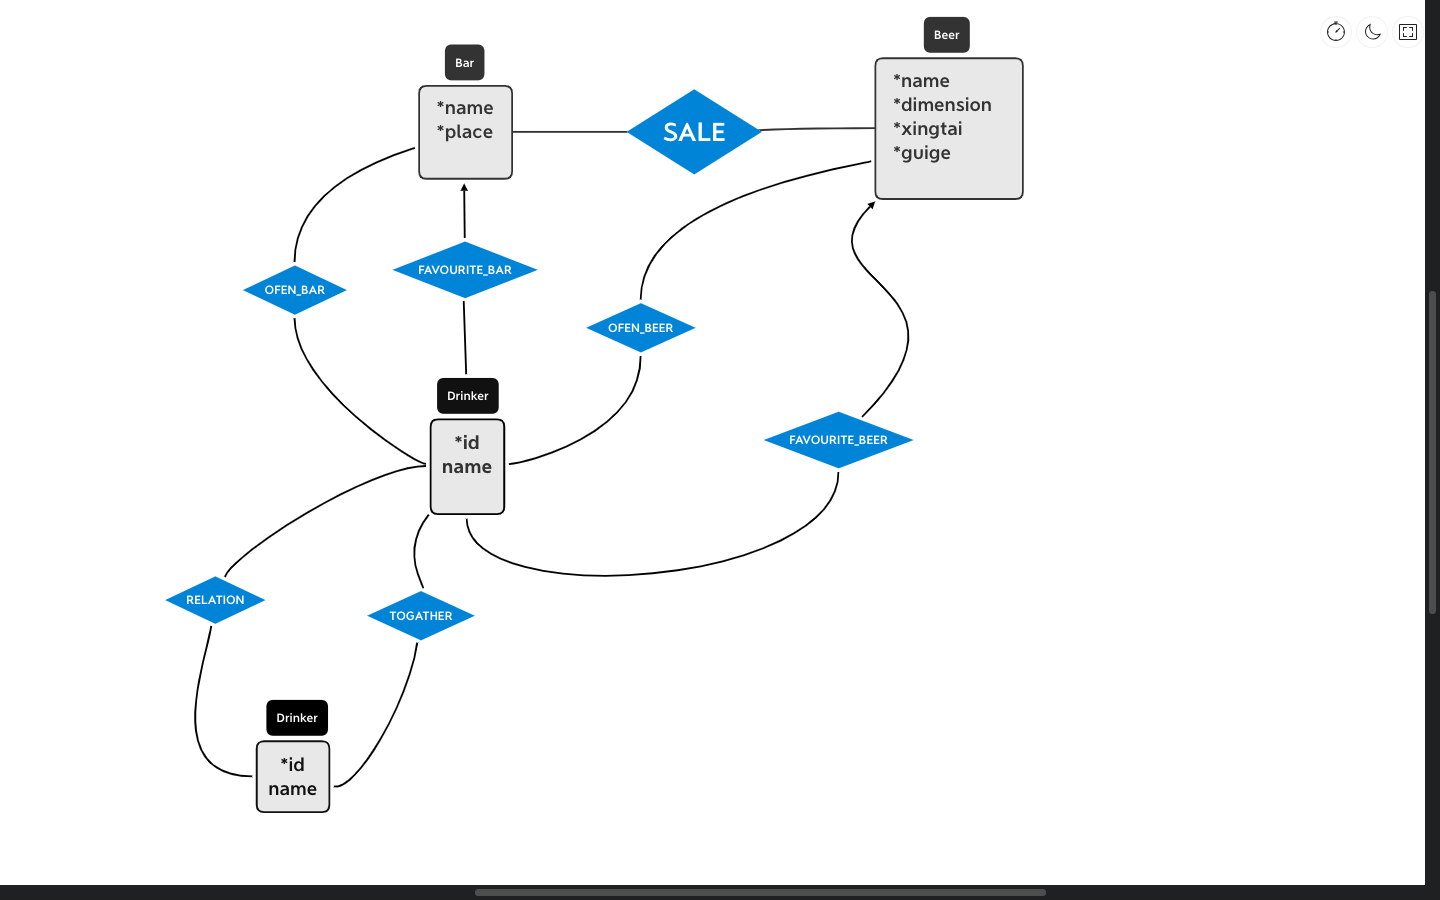 Beer
Bar
*name
*dimension
*xingtai
*guige
*name
*place
SALE
FAVOURITE_BAR
OFEN_BAR
OFEN_BEER
Drinker
*id
name
FAVOURITE_BEER
RELATION
TOGATHER
Drinker
*id
name